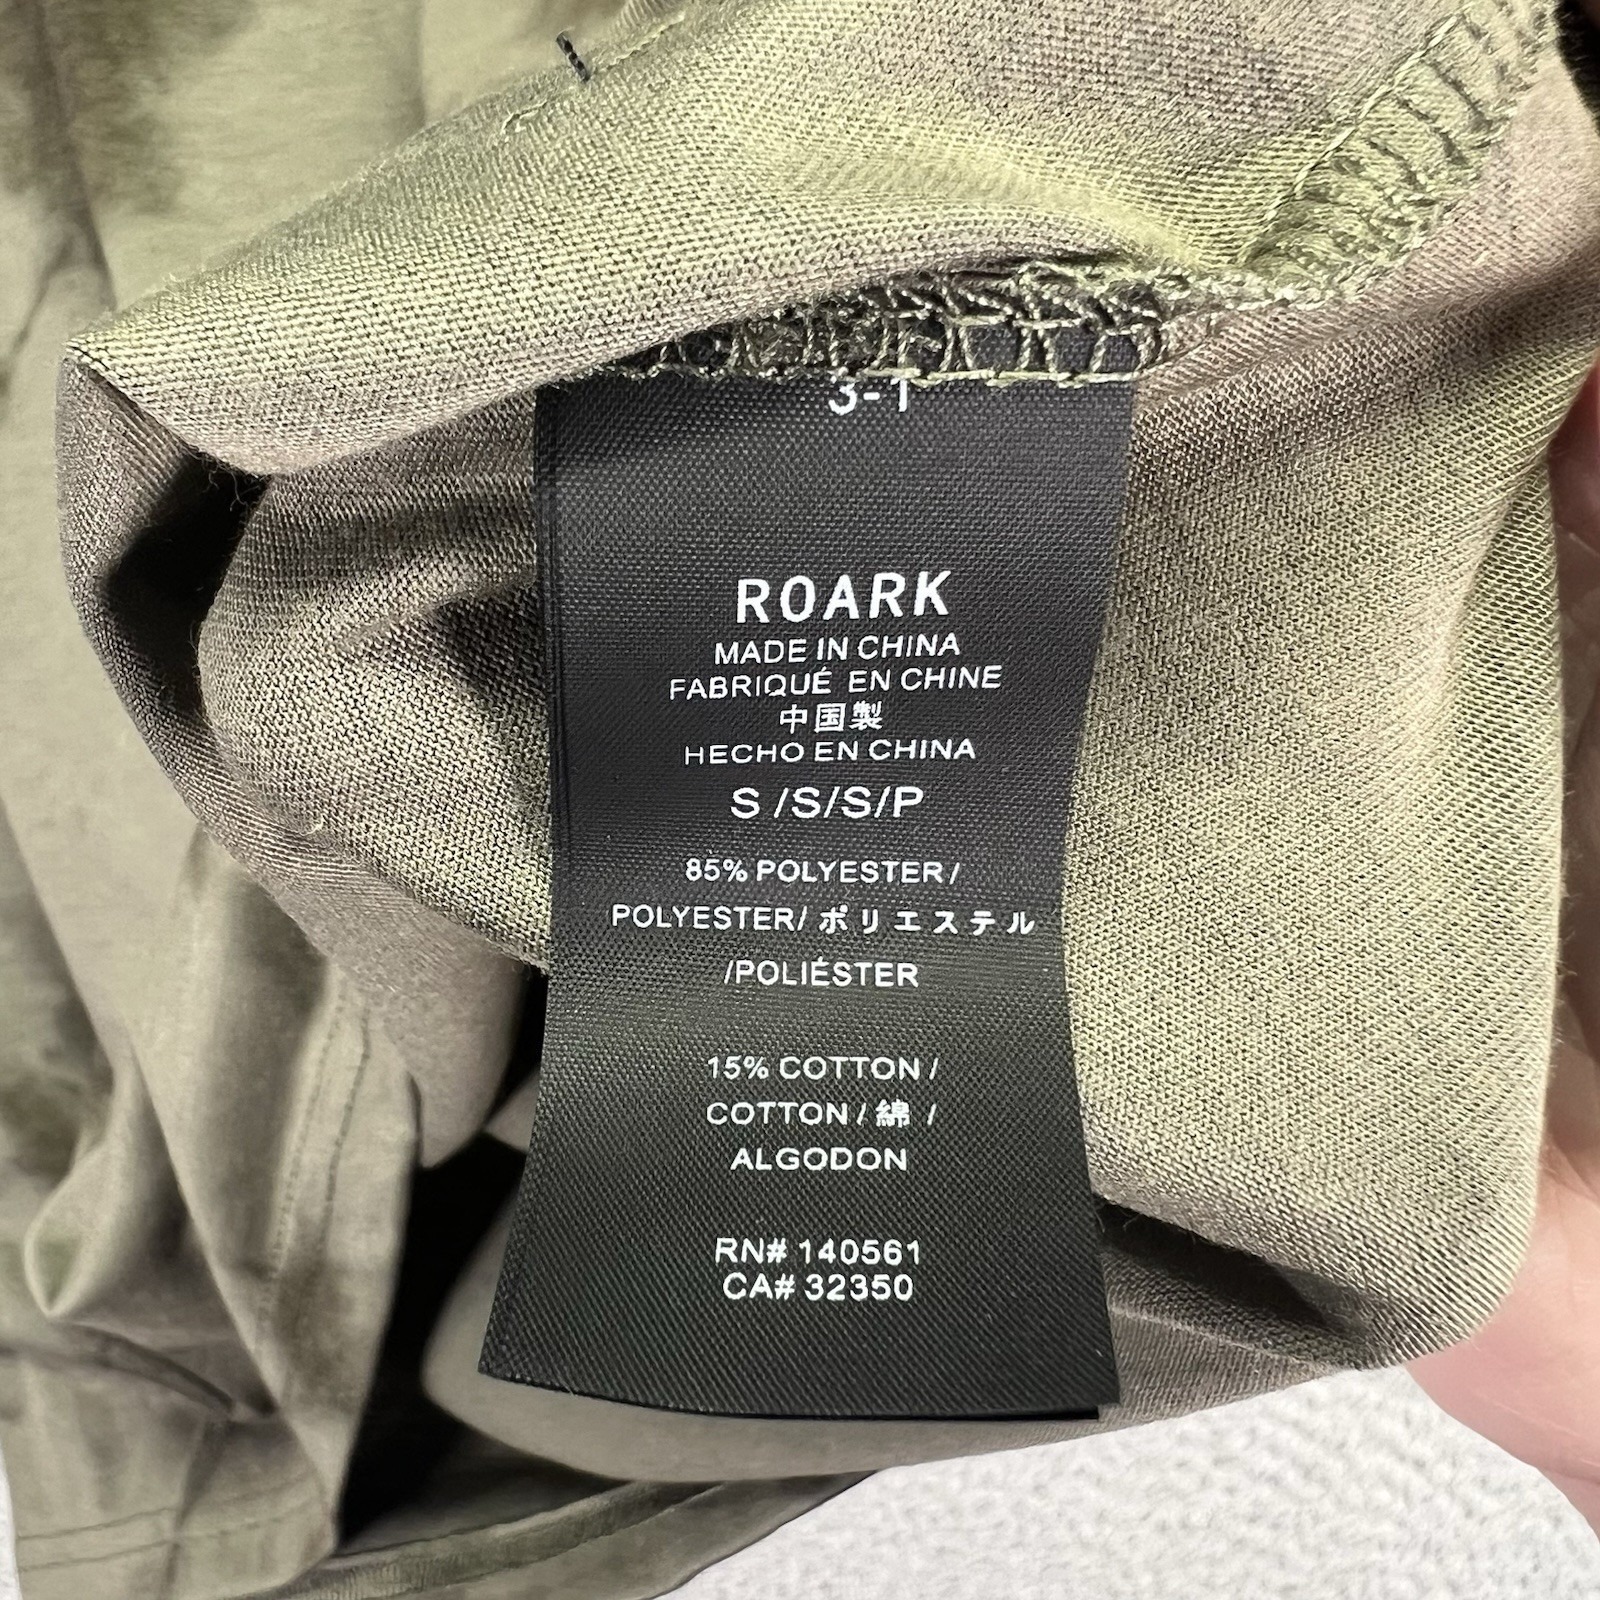 3-1
ROARK
MADE IN CHINA
FABRIQUÉ EN CHINE
中国製
HECHO EN CHINA
S /S/S/P
85% POLYESTER/
POLYESTER/ ポリエステル
/POLIÉSTER
15% COTTON/
COTTON/綿 /
ALGODON
RN# 140561
CA# 32350